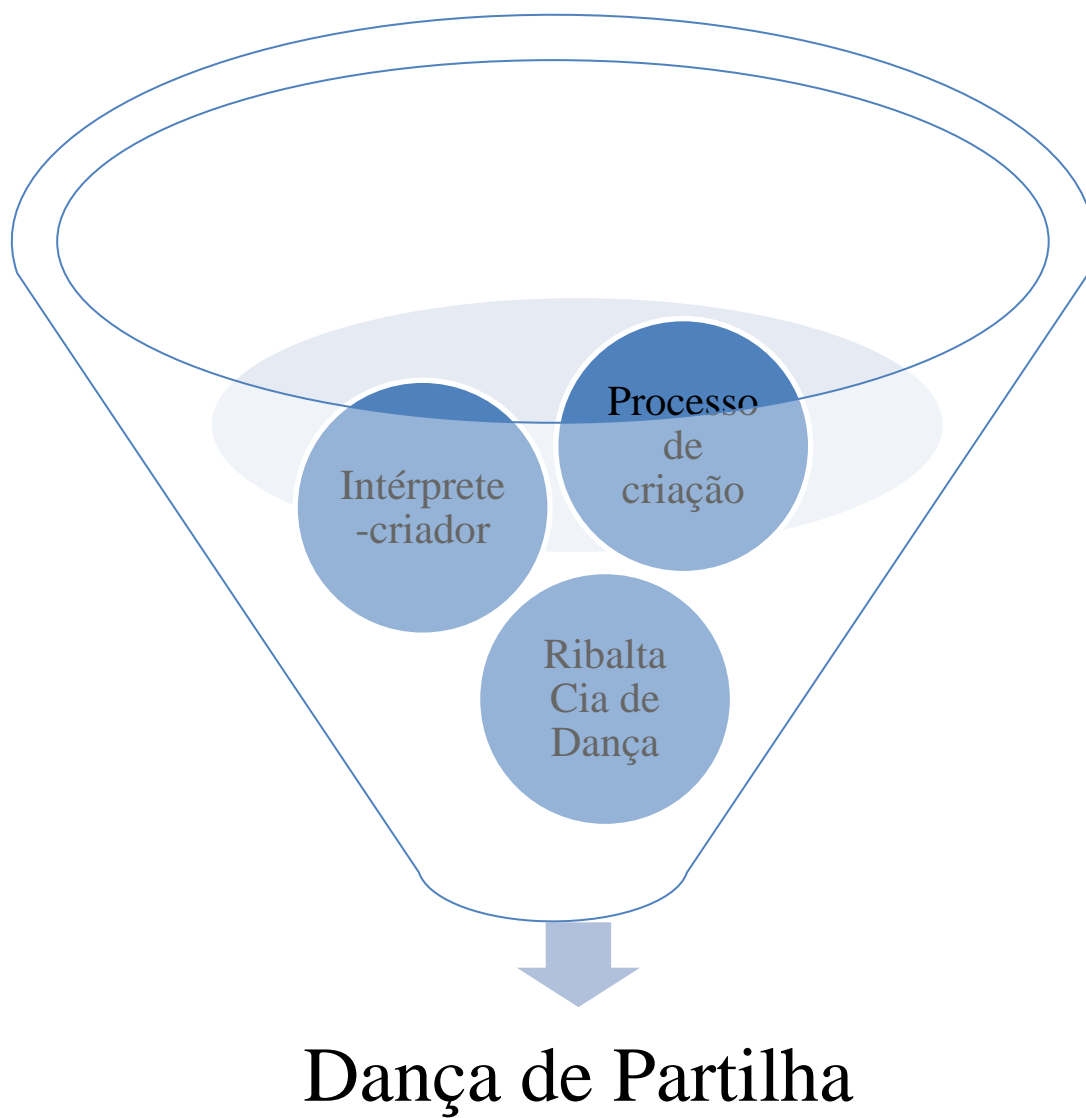 Processo
de
criação
Intérprete
-criador
Ribalta
Cia de
Dança
Dança de Partilha